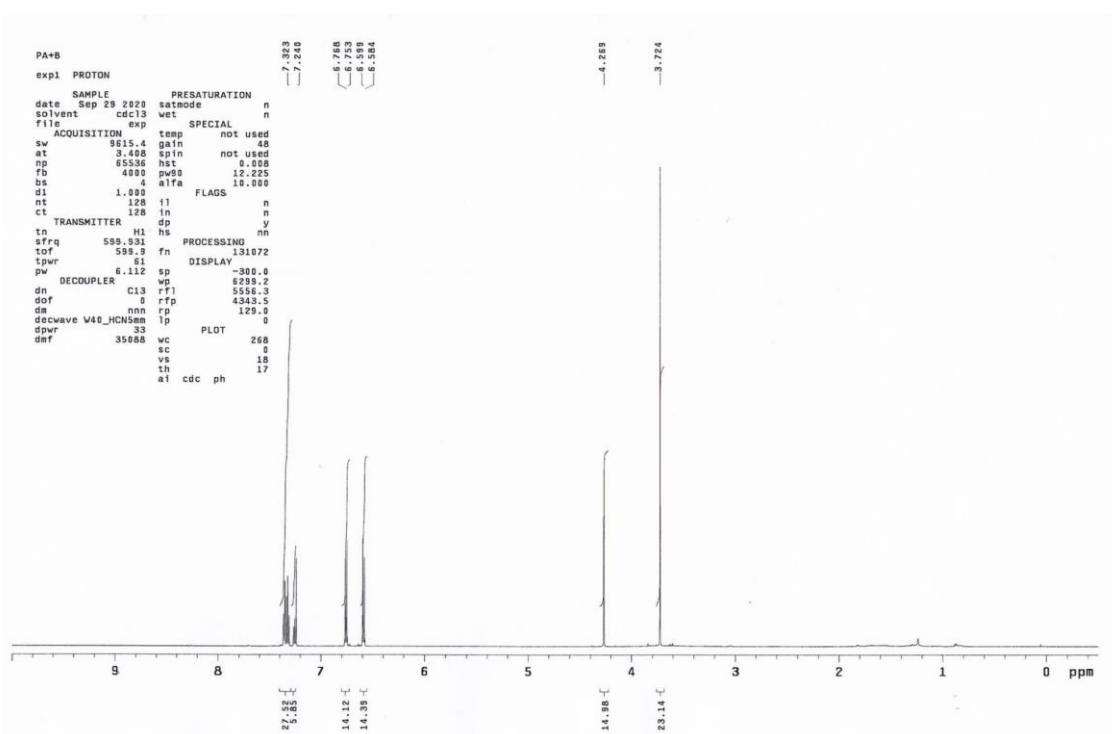 7.323
7.240
6.768
6.753
6.599
6.584
4.269
3.724
PA+B
exp1 PROTON
SAMPLE PRESATURATION
date Sep 29 2020 satmode n
solvent cdcl3 wet n
file exp SPECIAL
ACQUISITION temp not used
sw 9615.4 gain 48
at 3.408 spin not used
np 65536 hst 0.008
fb 4000 pw90 12.225
bs 4 alfa 10.000
d1 1.000 FLAGS
nt 128 il n
ct 128 in n
TRANSMITTER dp y
tn H1 hs nn
sfrq 599.931 PROCESSING
tof 599.9 fn 131072
tpwr 61 DISPLAY
pw 6.112 sp -300.0
DECOUPLER wp 6299.2
dn C13 rfl 5556.3
dof 0 rfp 4343.5
dm nnn rp 129.0
decwave W40_HCN5mm lp 0
dpwr 33 PLOT
dmf 35088 wc 268
sc 0
vs 18
th 17
ai cdc ph
9 8 7 6 5 4 3 2 1 0 ppm
27.52
5.85
14.12
14.39
14.98
23.14